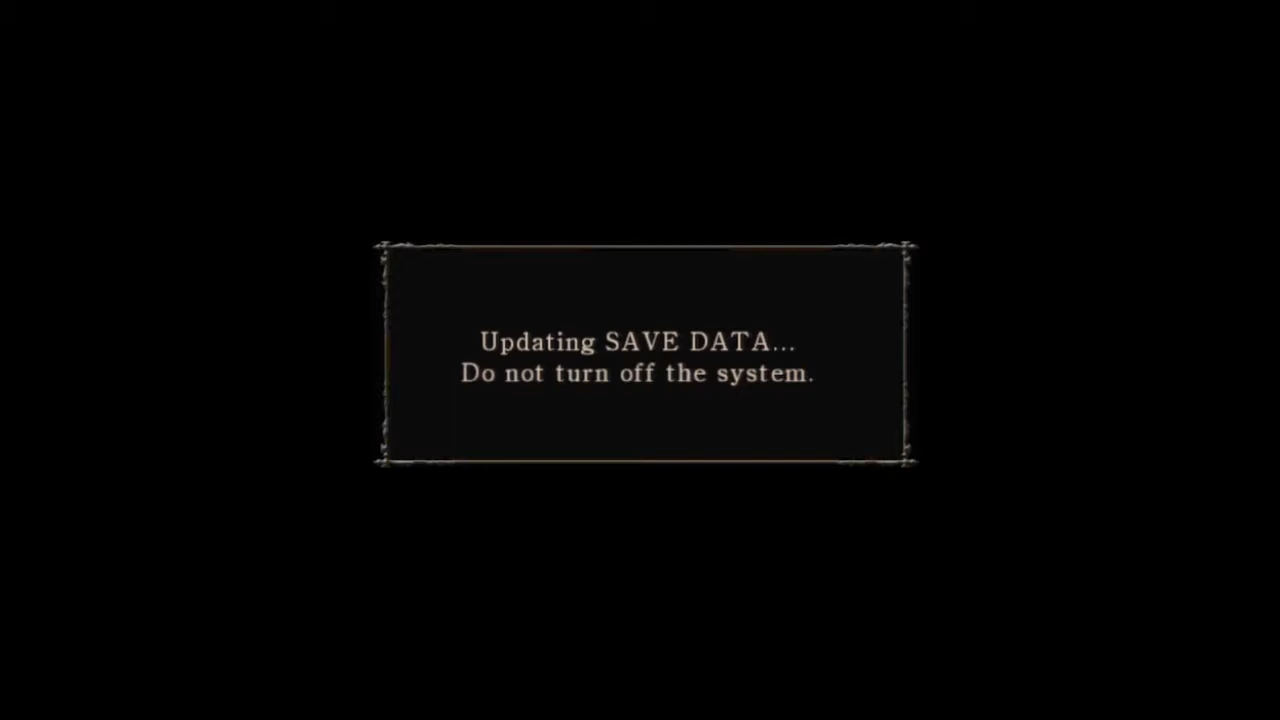 Updating SAVE DATA...
Do not turn off the system.